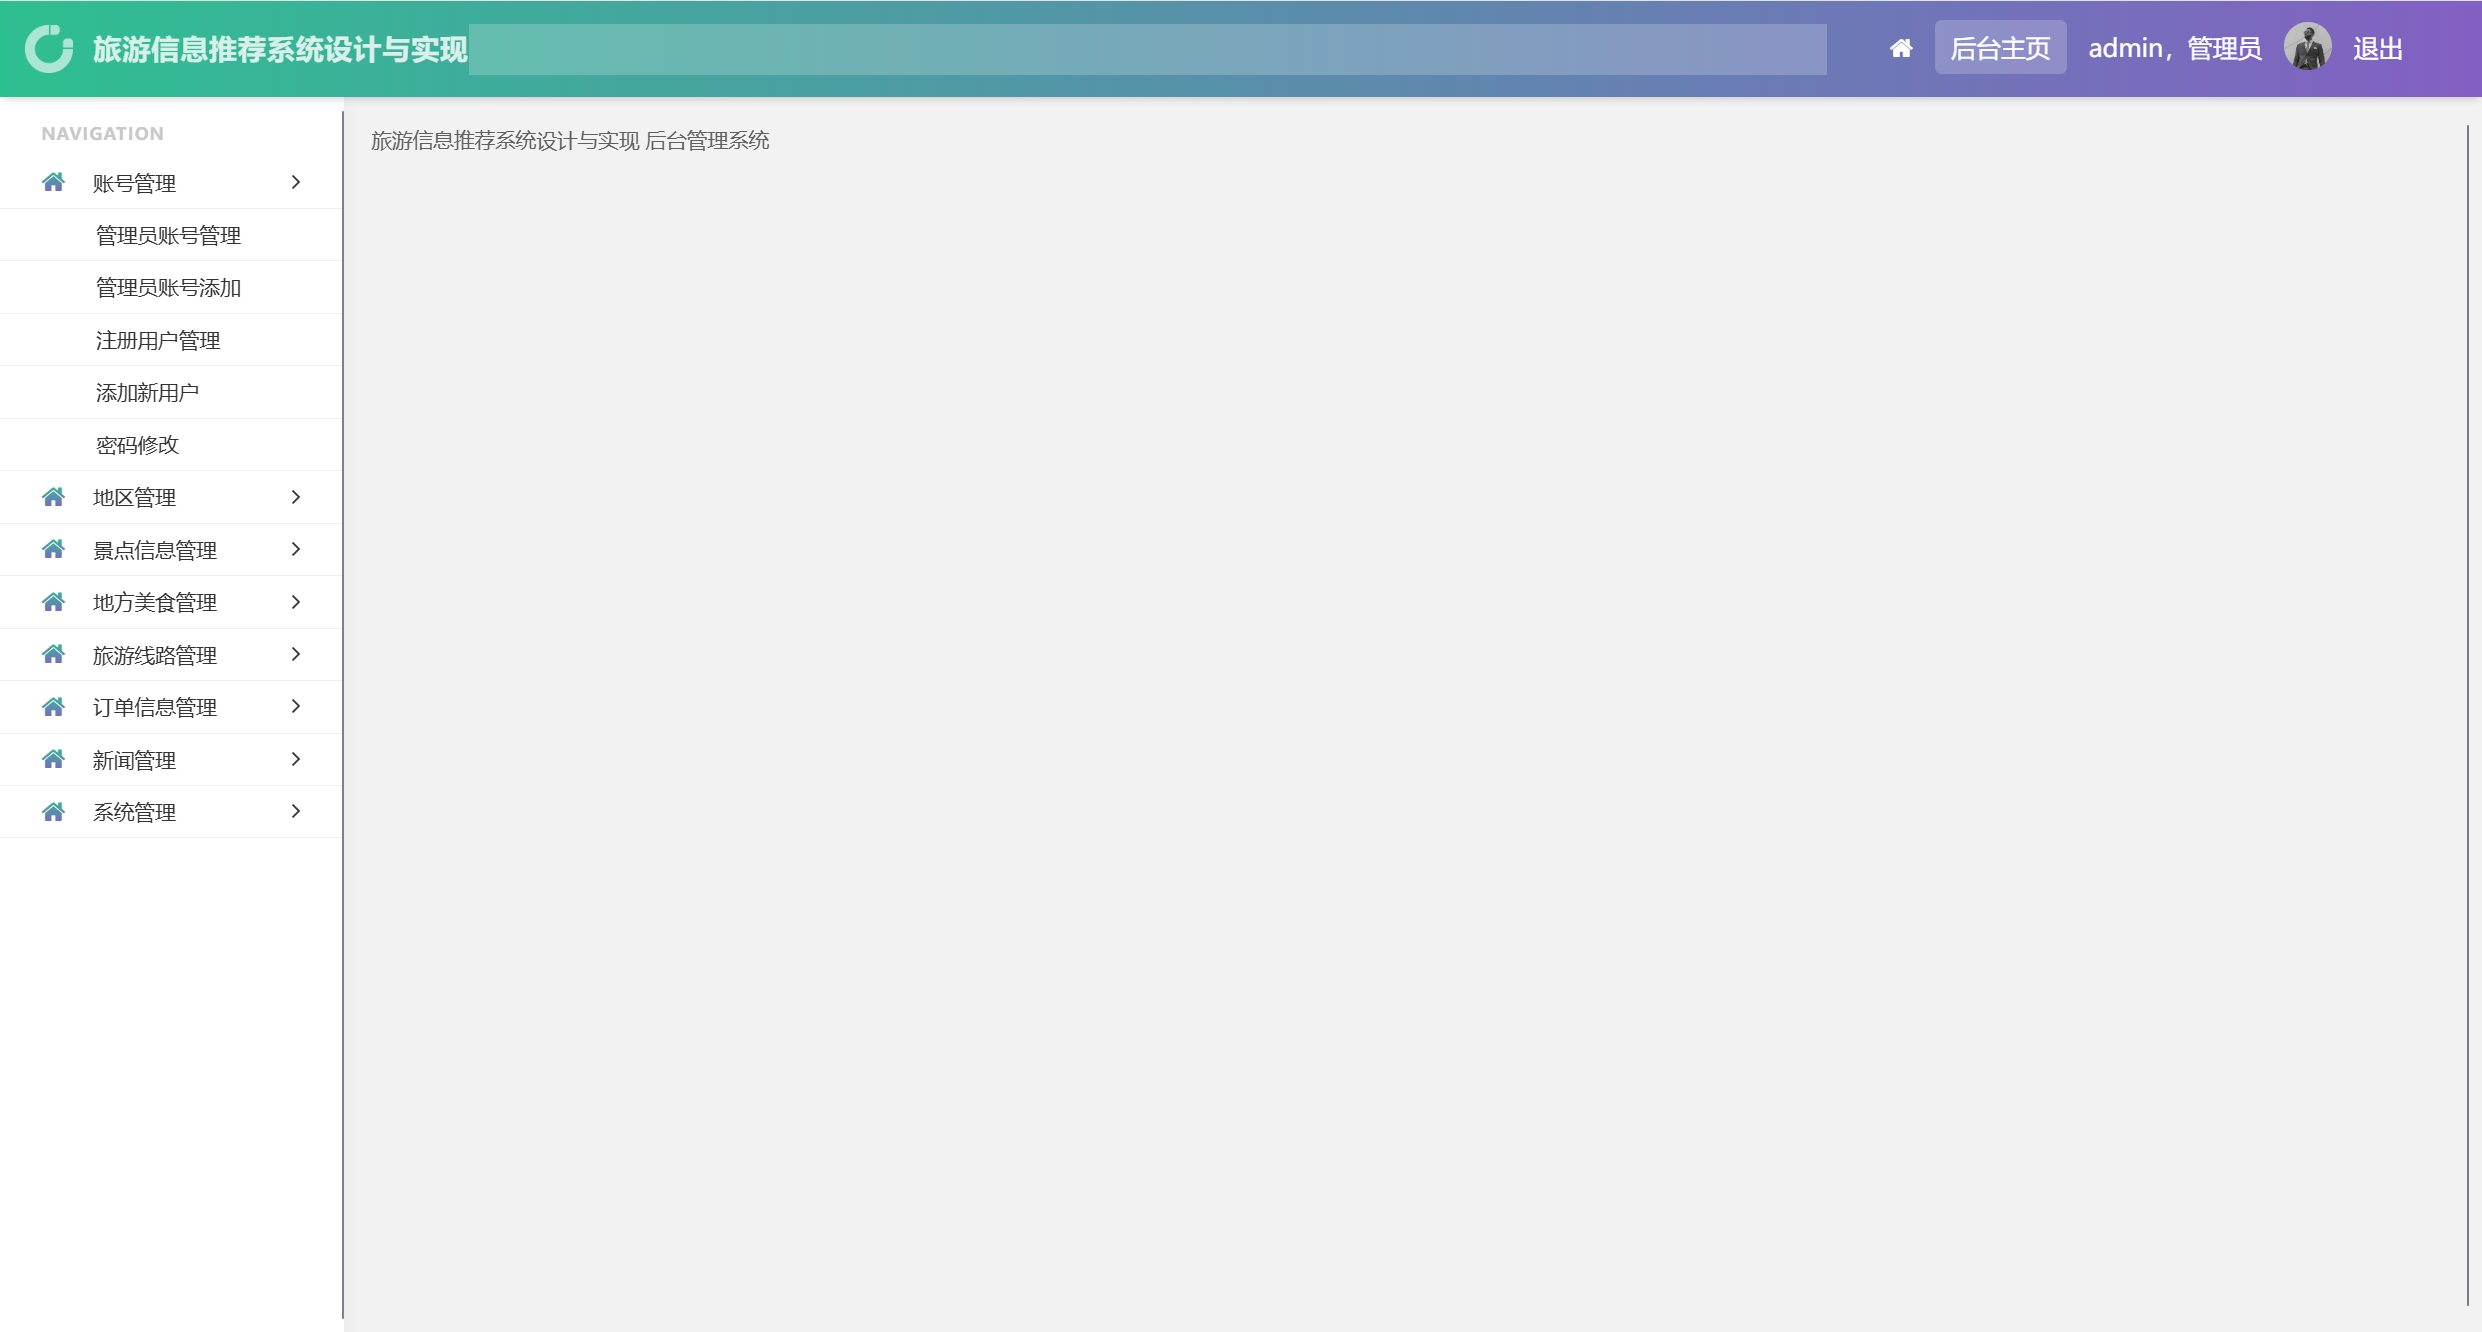 旅游信息推荐系统设计与实现
后台主页 admin，管理员 退出
NAVIGATION
旅游信息推荐系统设计与实现 后台管理系统
账号管理
管理员账号管理
管理员账号添加
注册用户管理
添加新用户
密码修改
地区管理
景点信息管理
地方美食管理
旅游线路管理
订单信息管理
新闻管理
系统管理